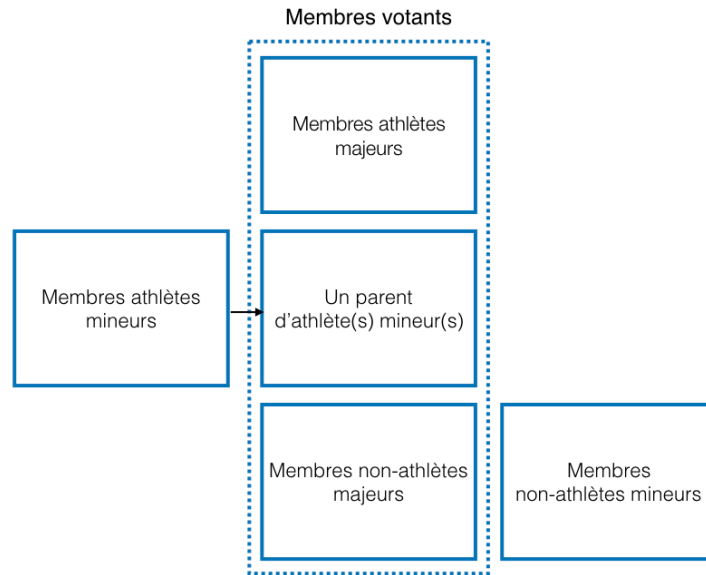 Membres votants
Membres athlètes
majeurs
Membres athlètes
mineurs
Un parent
d'athlète(s) mineur(s)
Membres non-athlètes
majeurs
Membres
non-athlètes mineurs